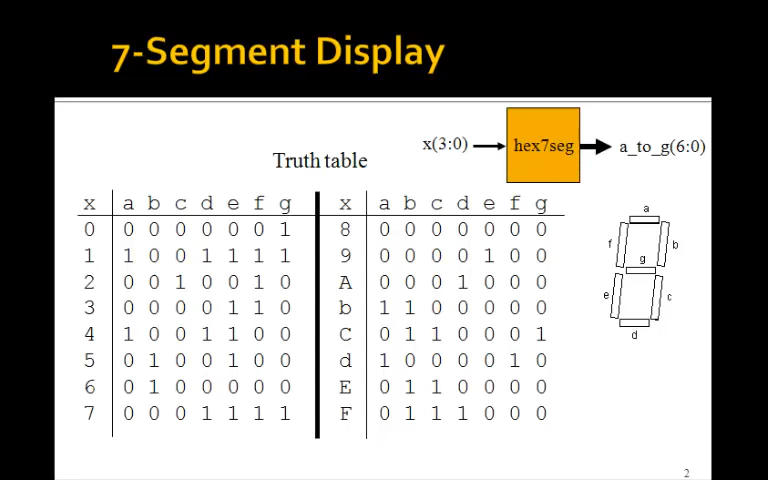 7-Segment Display
x(3:0) hex7seg a_to_g(6:0)
Truth table
x a b c d e f g x a b c d e f g
0 0 0 0 0 0 0 1 8 0 0 0 0 0 0 0
1 1 0 0 1 1 1 1 9 0 0 0 0 1 0 0
2 0 0 1 0 0 1 0 A 0 0 0 1 0 0 0
3 0 0 0 0 1 1 0 b 1 1 0 0 0 0 0
4 1 0 0 1 1 0 0 C 0 1 1 0 0 0 1
5 0 1 0 0 1 0 0 d 1 0 0 0 0 1 0
6 0 1 0 0 0 0 0 E 0 1 1 0 0 0 0
7 0 0 0 1 1 1 1 F 0 1 1 1 0 0 0
a
f b
g
e c
d
2